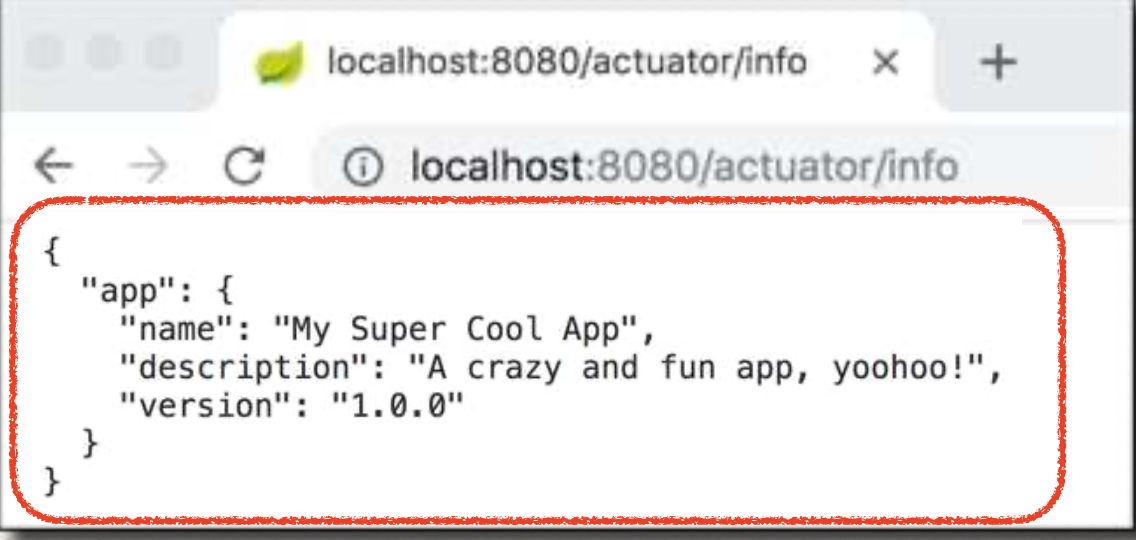 localhost:8080/actuator/info
localhost:8080/actuator/info
{
  "app": {
    "name": "My Super Cool App",
    "description": "A crazy and fun app, yoohoo!",
    "version": "1.0.0"
  }
}